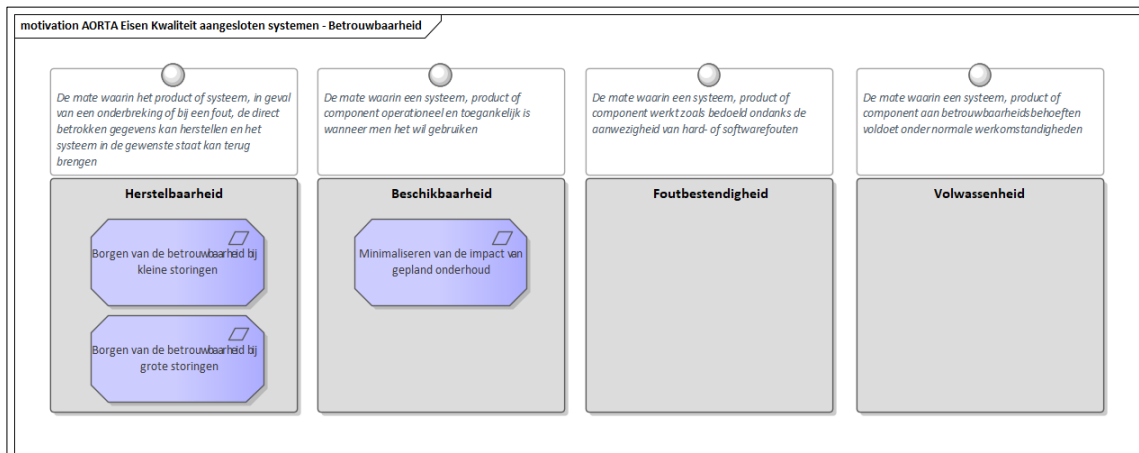 motivation AORTA Eisen Kwaliteit aangesloten systemen - Betrouwbaarheid
De mate waarin het product of systeem, in geval
van een onderbreking of bij een fout, de direct
betrokken gegevens kan herstellen en het
systeem in de gewenste staat kan terug
brengen
Herstelbaarheid
Borgen van de betrouwbaarheid bij
kleine storingen
Borgen van de betrouwbaarheid bij
grote storingen
De mate waarin een systeem, product of
component operationeel en toegankelijk is
wanneer men het wil gebruiken
Beschikbaarheid
Minimaliseren van de impact van
gepland onderhoud
De mate waarin een systeem, product of
component werkt zoals bedoeld ondanks de
aanwezigheid van hard- of softwarefouten
Foutbestendigheid
De mate waarin een systeem, product of
component aan betrouwbaarheidsbehoeften
voldoet onder normale werkomstandigheden
Volwassenheid